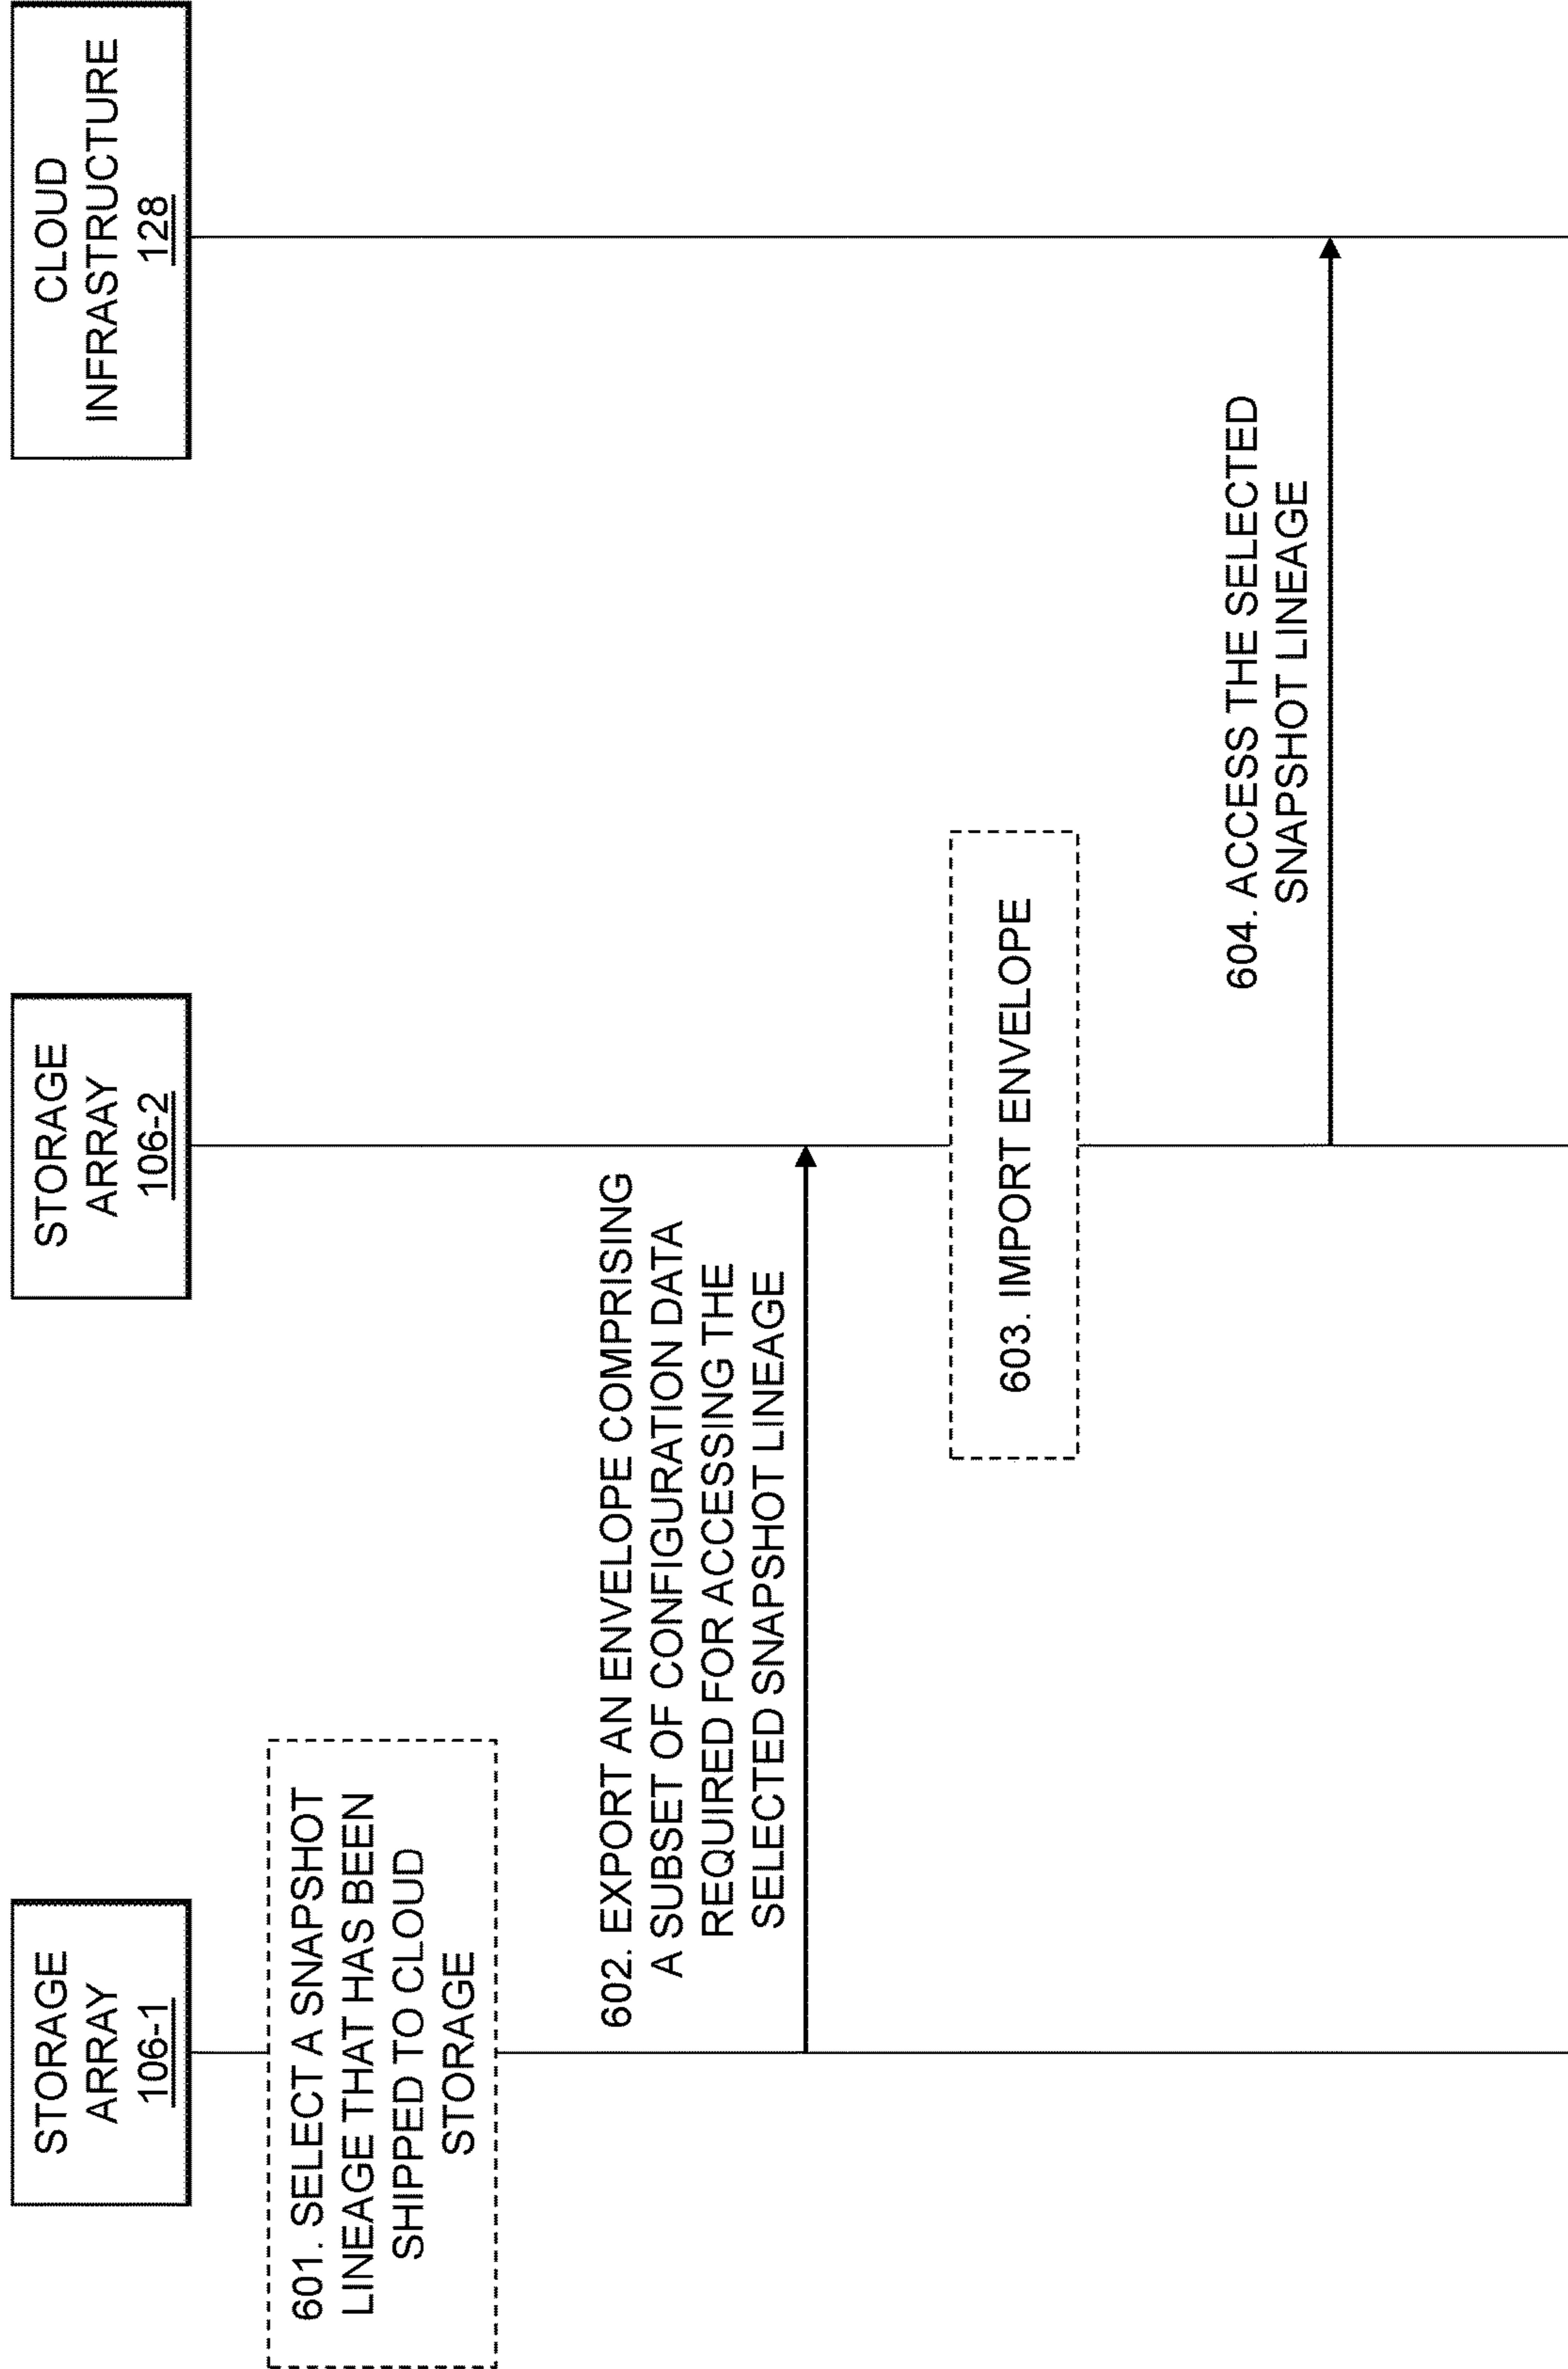 STORAGE
ARRAY
106-1
STORAGE
ARRAY
106-2
CLOUD
INFRASTRUCTURE
128
601. SELECT A SNAPSHOT
LINEAGE THAT HAS BEEN
SHIPPED TO CLOUD
STORAGE
602. EXPORT AN ENVELOPE COMPRISING
A SUBSET OF CONFIGURATION DATA
REQUIRED FOR ACCESSING THE
SELECTED SNAPSHOT LINEAGE
603. IMPORT ENVELOPE
604. ACCESS THE SELECTED
SNAPSHOT LINEAGE